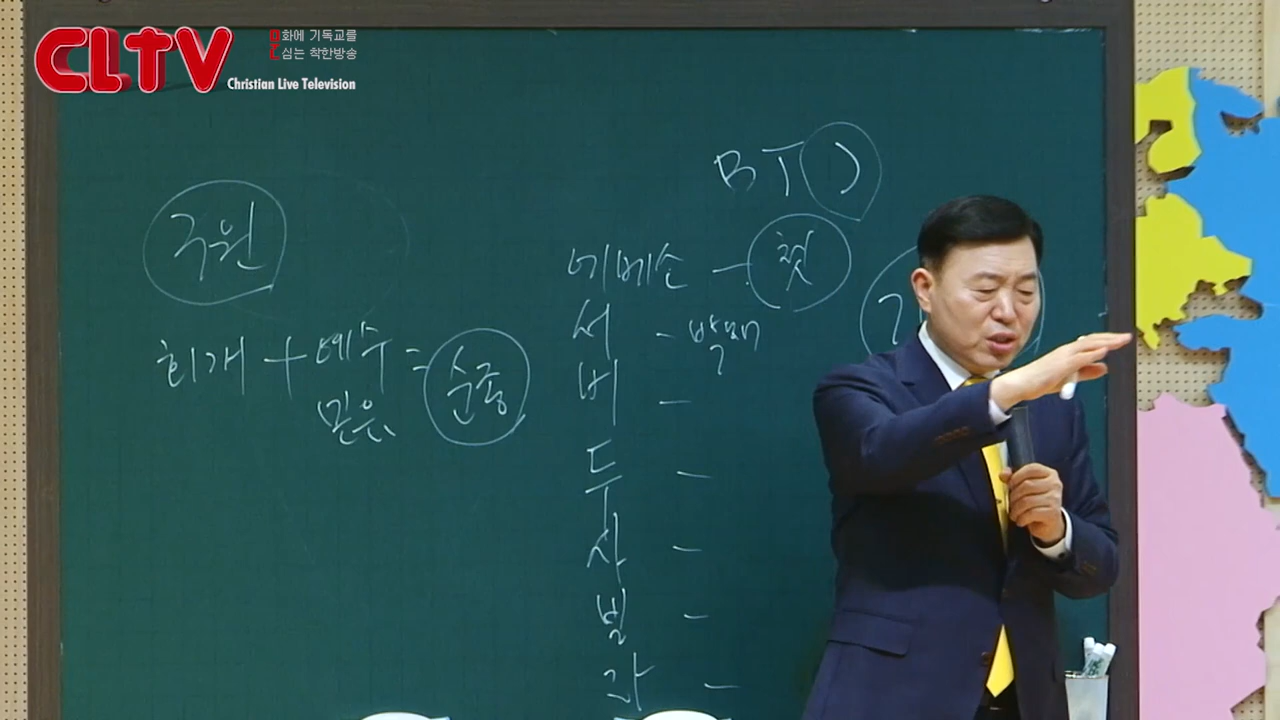 CLTV
문화에 기독교를
심는 착한방송
Christian Live Television
구원
회개 + 예수 = 순종
믿음
BTJ
에베소 - 첫
서 - 박해
버 -
두 -
사 -
빌 -
라 -